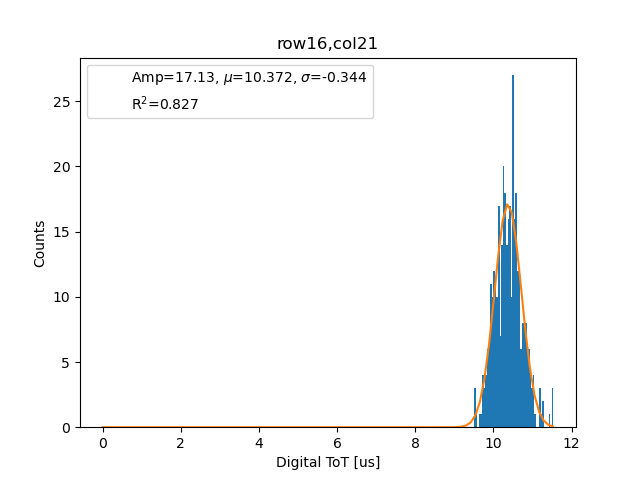 row16,col21
Amp=17.13, μ=10.372, σ=-0.344
R²=0.827
Counts
25
20
15
10
5
0
0 2 4 6 8 10 12
Digital ToT [us]